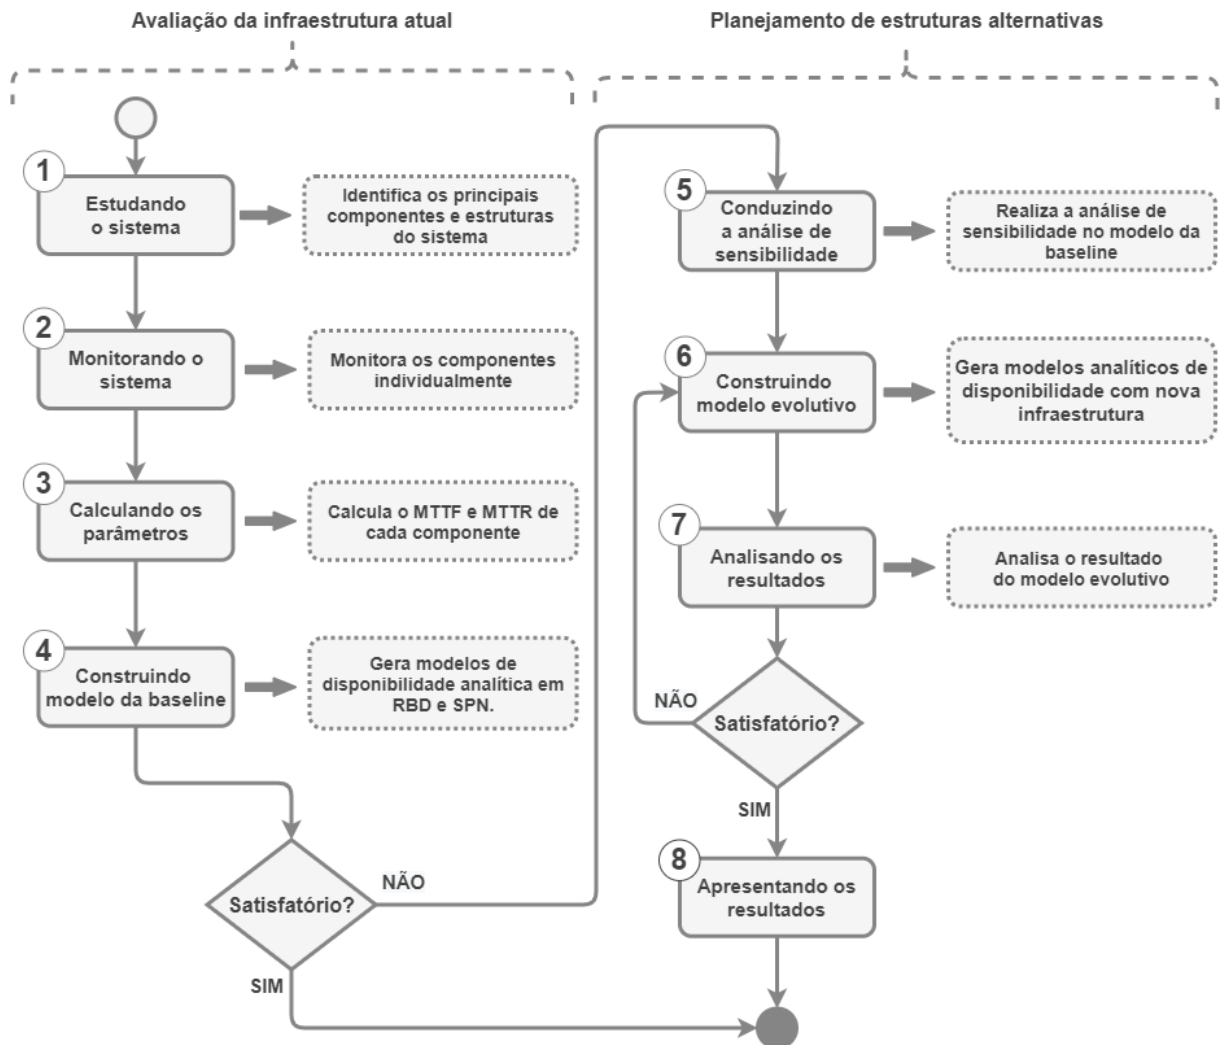 Avaliação da infraestrutura atual
Planejamento de estruturas alternativas
1
Estudando
o sistema
Identifica os principais
componentes e estruturas
do sistema
2
Monitorando o
sistema
Monitora os componentes
individualmente
3
Calculando os
parâmetros
Calcula o MTTF e MTTR de
cada componente
4
Construindo
modelo da baseline
Gera modelos de
disponibilidade analítica em
RBD e SPN.
Satisfatório?
NÃO
SIM
5
Conduzindo
a análise de
sensibilidade
Realiza a análise de
sensibilidade no modelo da
baseline
6
Construindo
modelo evolutivo
Gera modelos analíticos de
disponibilidade com nova
infraestrutura
7
Analisando os
resultados
Analisa o resultado
do modelo evolutivo
NÃO
Satisfatório?
SIM
8
Apresentando os
resultados